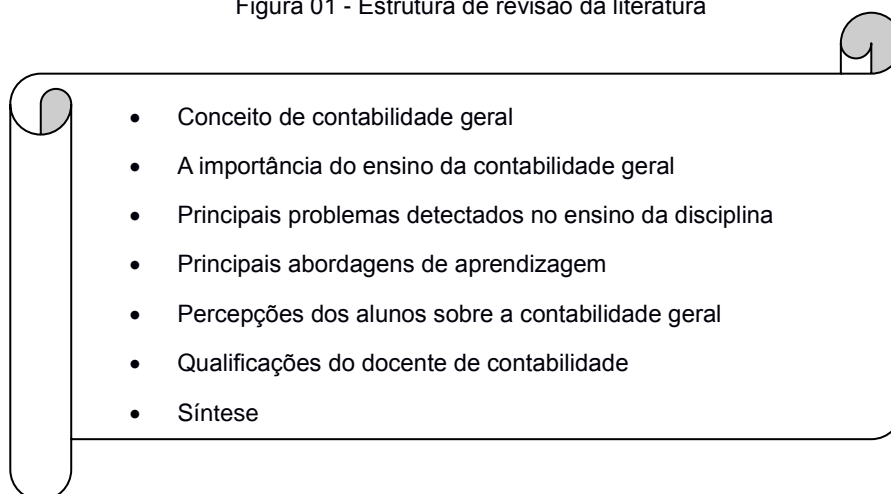 Figura 01 - Estrutura de revisão da literatura
• Conceito de contabilidade geral
• A importância do ensino da contabilidade geral
• Principais problemas detectados no ensino da disciplina
• Principais abordagens de aprendizagem
• Percepções dos alunos sobre a contabilidade geral
• Qualificações do docente de contabilidade
• Síntese